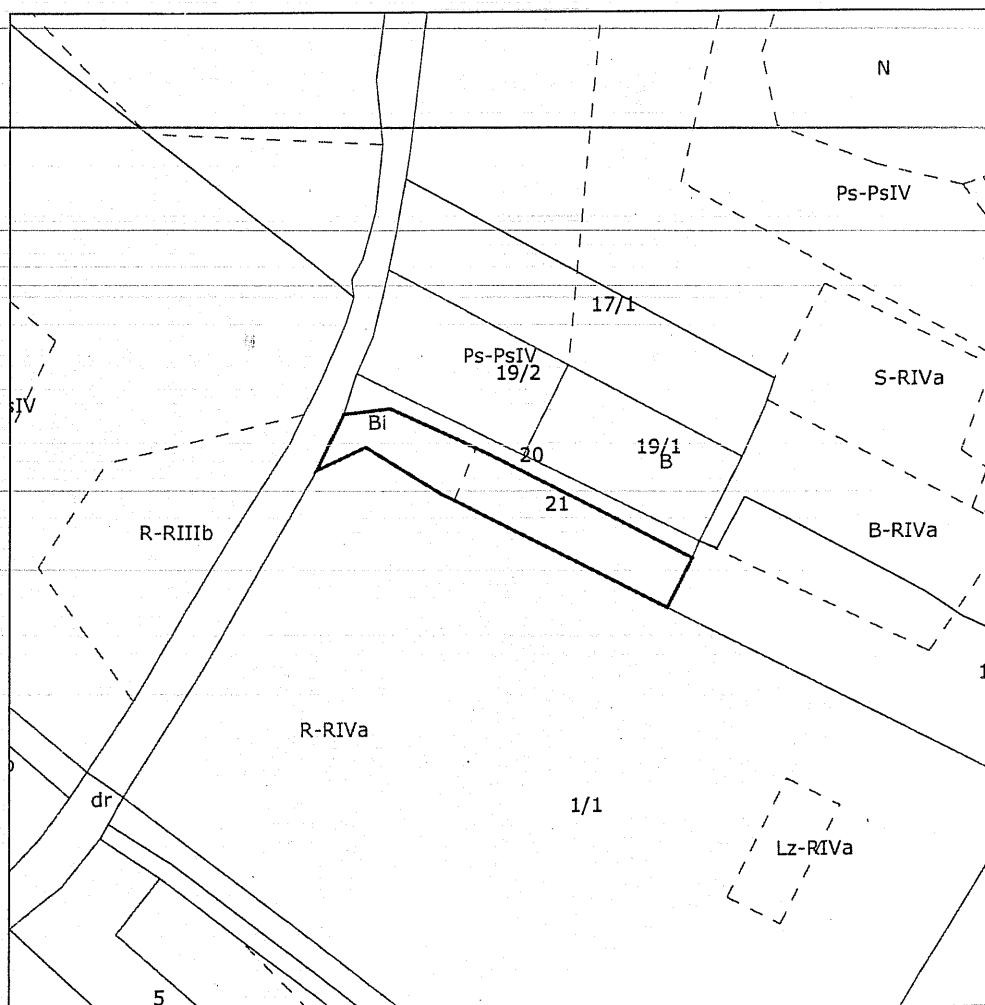 N
Ps-PsIV
17/1
Ps-PsIV
19/2
S-RIVa
sIV
Bi
19/1
B
20
21
R-RIIIb
B-RIVa
1
R-RIVa
dr
1/1
Lz-RIVa
5